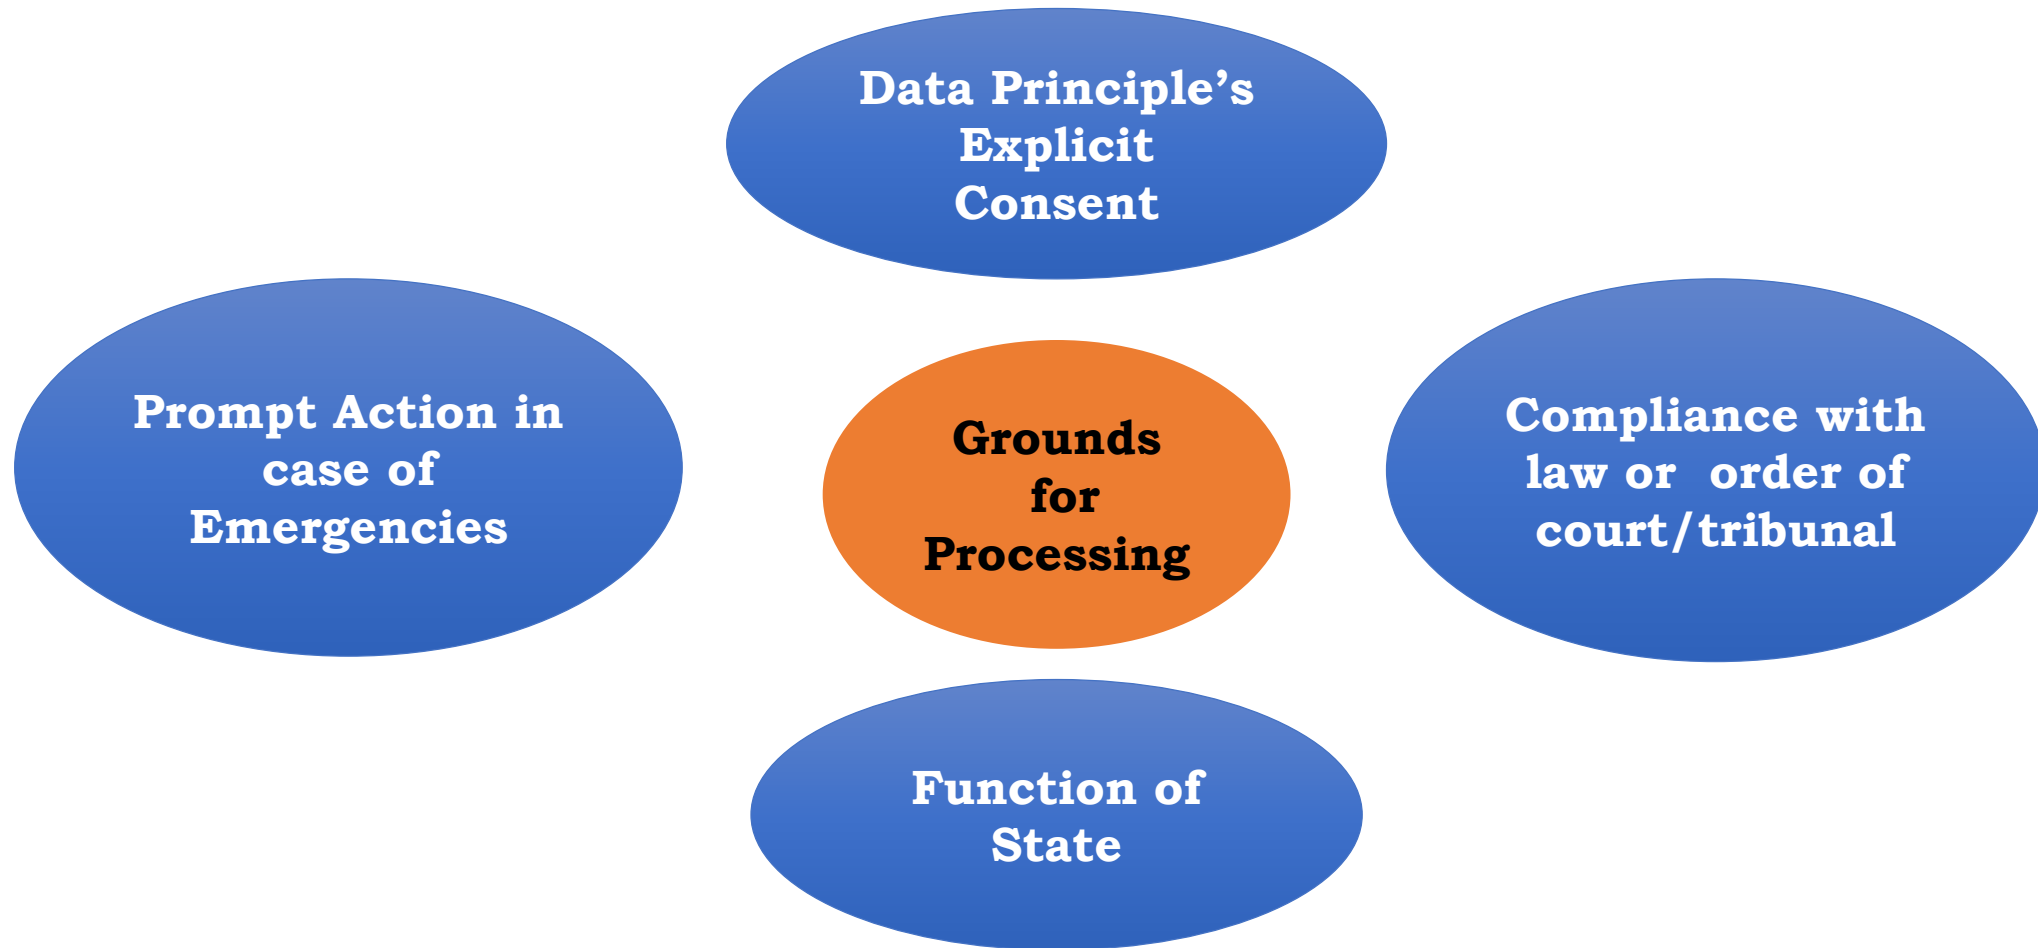 Data Principle’s
Explicit
Consent
Prompt Action in
case of
Emergencies
Grounds
for
Processing
Compliance with
law or  order of
court/tribunal
Function of
State